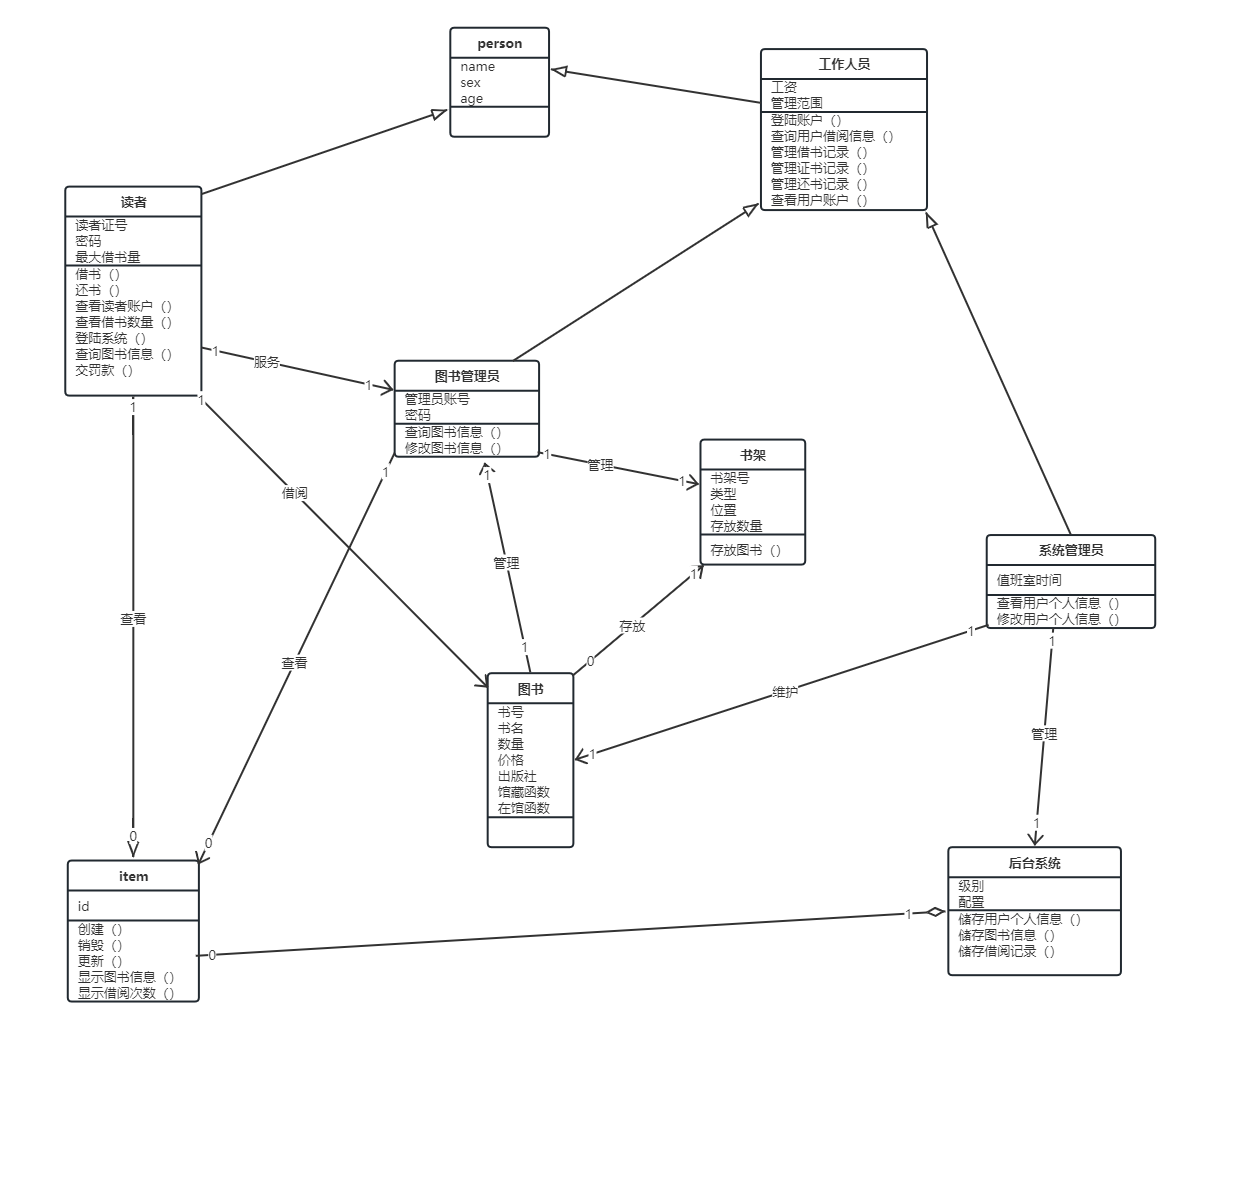 person
name
sex
age
工作人员
工资
管理范围
登陆账户（）
查询用户借阅信息（）
管理借书记录（）
管理证书记录（）
管理还书记录（）
查看用户账户（）
读者
读者证号
密码
最大借书量
借书（）
还书（）
查看读者账户（）
查看借书数量（）
登陆系统（）
查询图书信息（）
交罚款（）
1
服务
1
图书管理员
管理员账号
密码
查询图书信息（）
修改图书信息（）
1
1
1
1
管理
1
1
书架
书架号
类型
位置
存放数量
存放图书（）
借阅
管理
1
系统管理员
值班室时间
查看用户个人信息（）
修改用户个人信息（）
查看
存放
1
1
1
0
查看
图书
书号
书名
数量
价格
出版社
馆藏函数
在馆函数
维护
1
管理
1
0
0
item
id
创建（）
销毁（）
更新（）
显示图书信息（）
显示借阅次数（）
0
1
后台系统
级别
配置
储存用户个人信息（）
储存图书信息（）
储存借阅记录（）